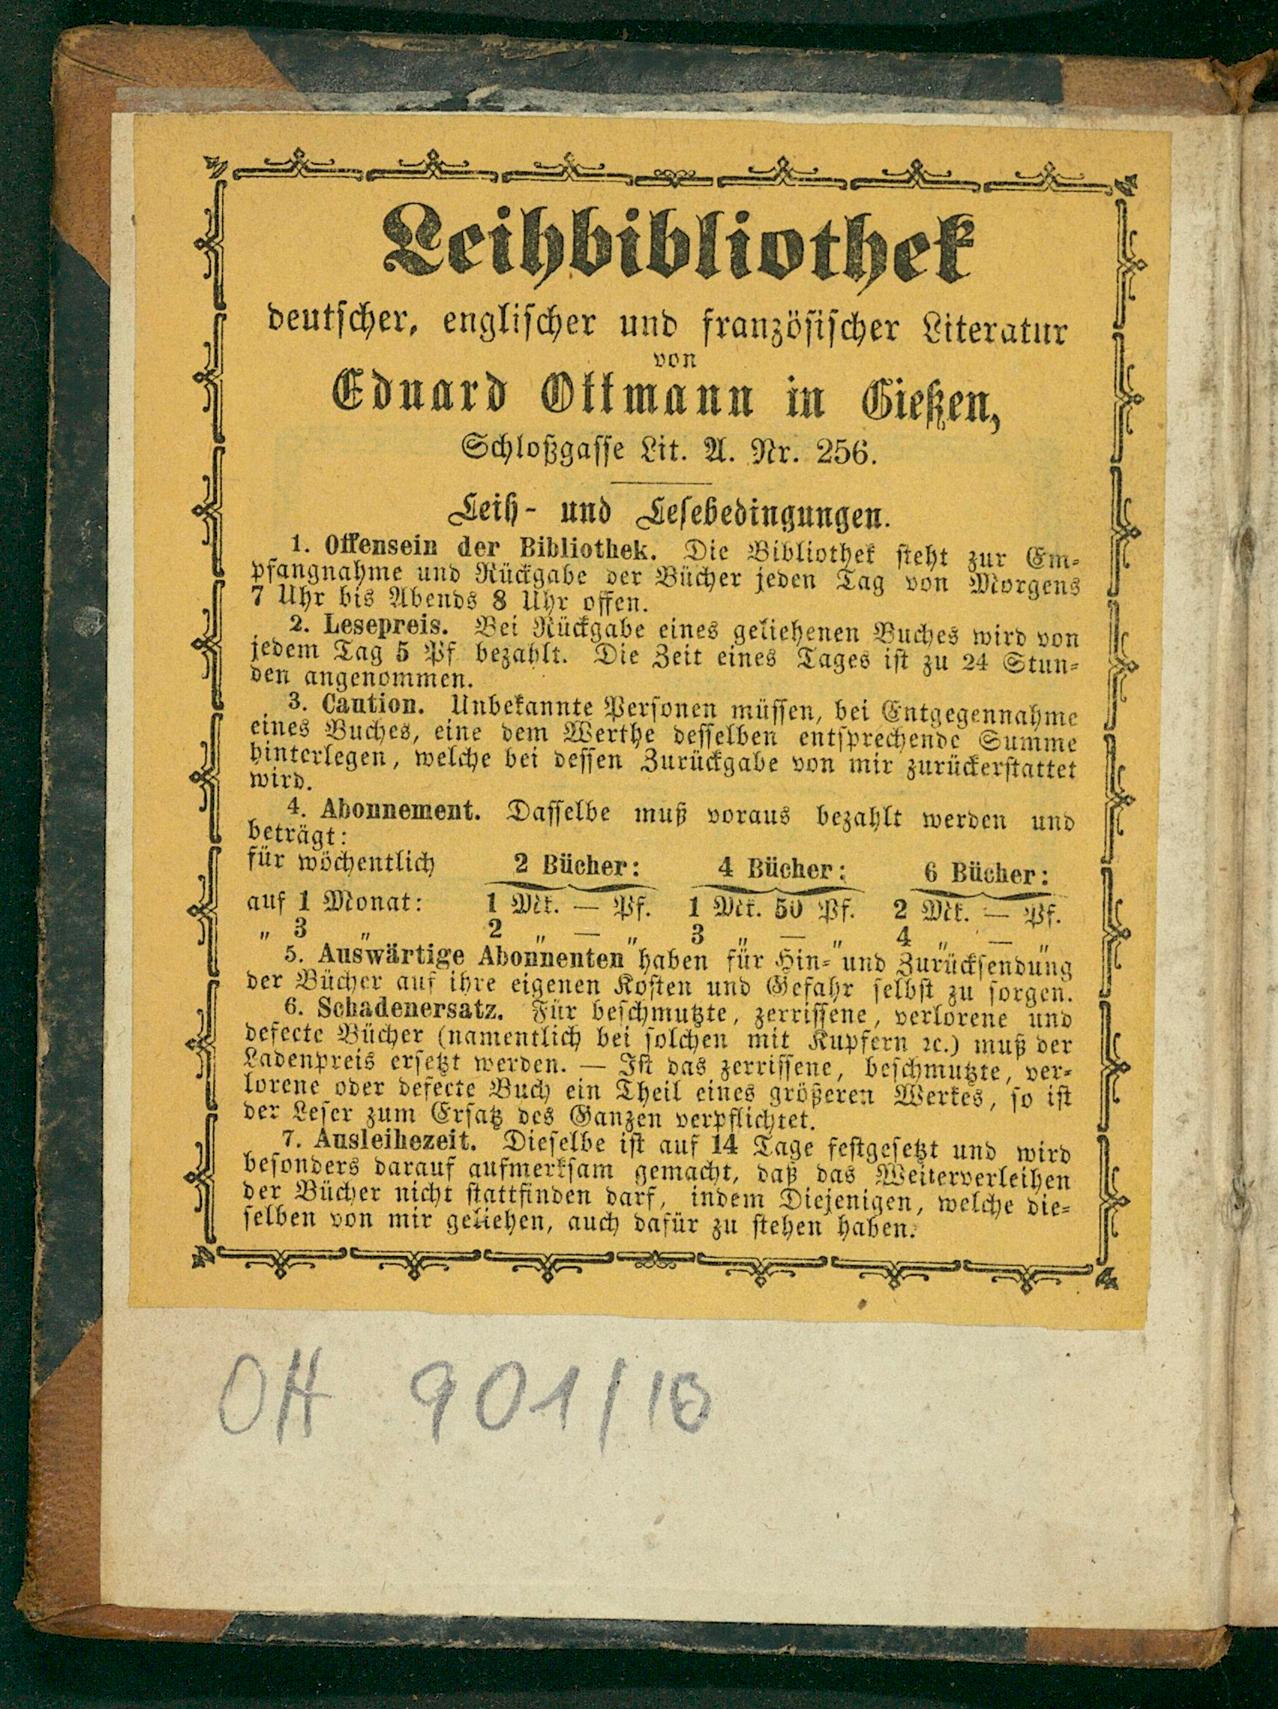 Leihbibliothek
deutscher, englischer und französischer Literatur
von
Eduard Ottmann in Gießen,
Schloßgasse Lit. A. Nr. 256.
Leih- und Lesebedingungen.
1. Offensein der Bibliothek. Die Bibliothek steht zur Em-
pfangnahme und Rückgabe der Bücher jeden Tag von Morgens
7 Uhr bis Abends 8 Uhr offen.
2. Lesepreis. Bei Rückgabe eines geliehenen Buches wird von
jedem Tag 5 Pf bezahlt. Die Zeit eines Tages ist zu 24 Stun-
den angenommen.
3. Caution. Unbekannte Personen müssen, bei Entgegennahme
eines Buches, eine dem Werthe desselben entsprechende Summe
hinterlegen, welche bei dessen Zurückgabe von mir zurückerstattet
wird.
4. Abonnement. Dasselbe muß voraus bezahlt werden und
beträgt:
für wöchentlich 2 Bücher: 4 Bücher: 6 Bücher:
auf 1 Monat: 1 Mk. — Pf. 1 Mk. 50 Pf. 2 Mk. — Pf.
„ 3 „ 2 „ — „ 3 „ — „ 4 „ — „
5. Auswärtige Abonnenten haben für Hin- und Zurücksendung
der Bücher auf ihre eigenen Kosten und Gefahr selbst zu sorgen.
6. Schadenersatz. Für beschmutzte, zerrissene, verlorene und
defecte Bücher (namentlich bei solchen mit Kupfern ꝛc.) muß der
Ladenpreis ersetzt werden. — Ist das zerrissene, beschmutzte, ver-
lorene oder defecte Buch ein Theil eines größeren Werkes, so ist
der Leser zum Ersatz des Ganzen verpflichtet.
7. Ausleihezeit. Dieselbe ist auf 14 Tage festgesetzt und wird
besonders darauf aufmerksam gemacht, daß das Weiterverleihen
der Bücher nicht stattfinden darf, indem Diejenigen, welche die-
selben von mir geliehen, auch dafür zu stehen haben.
OH 901/10